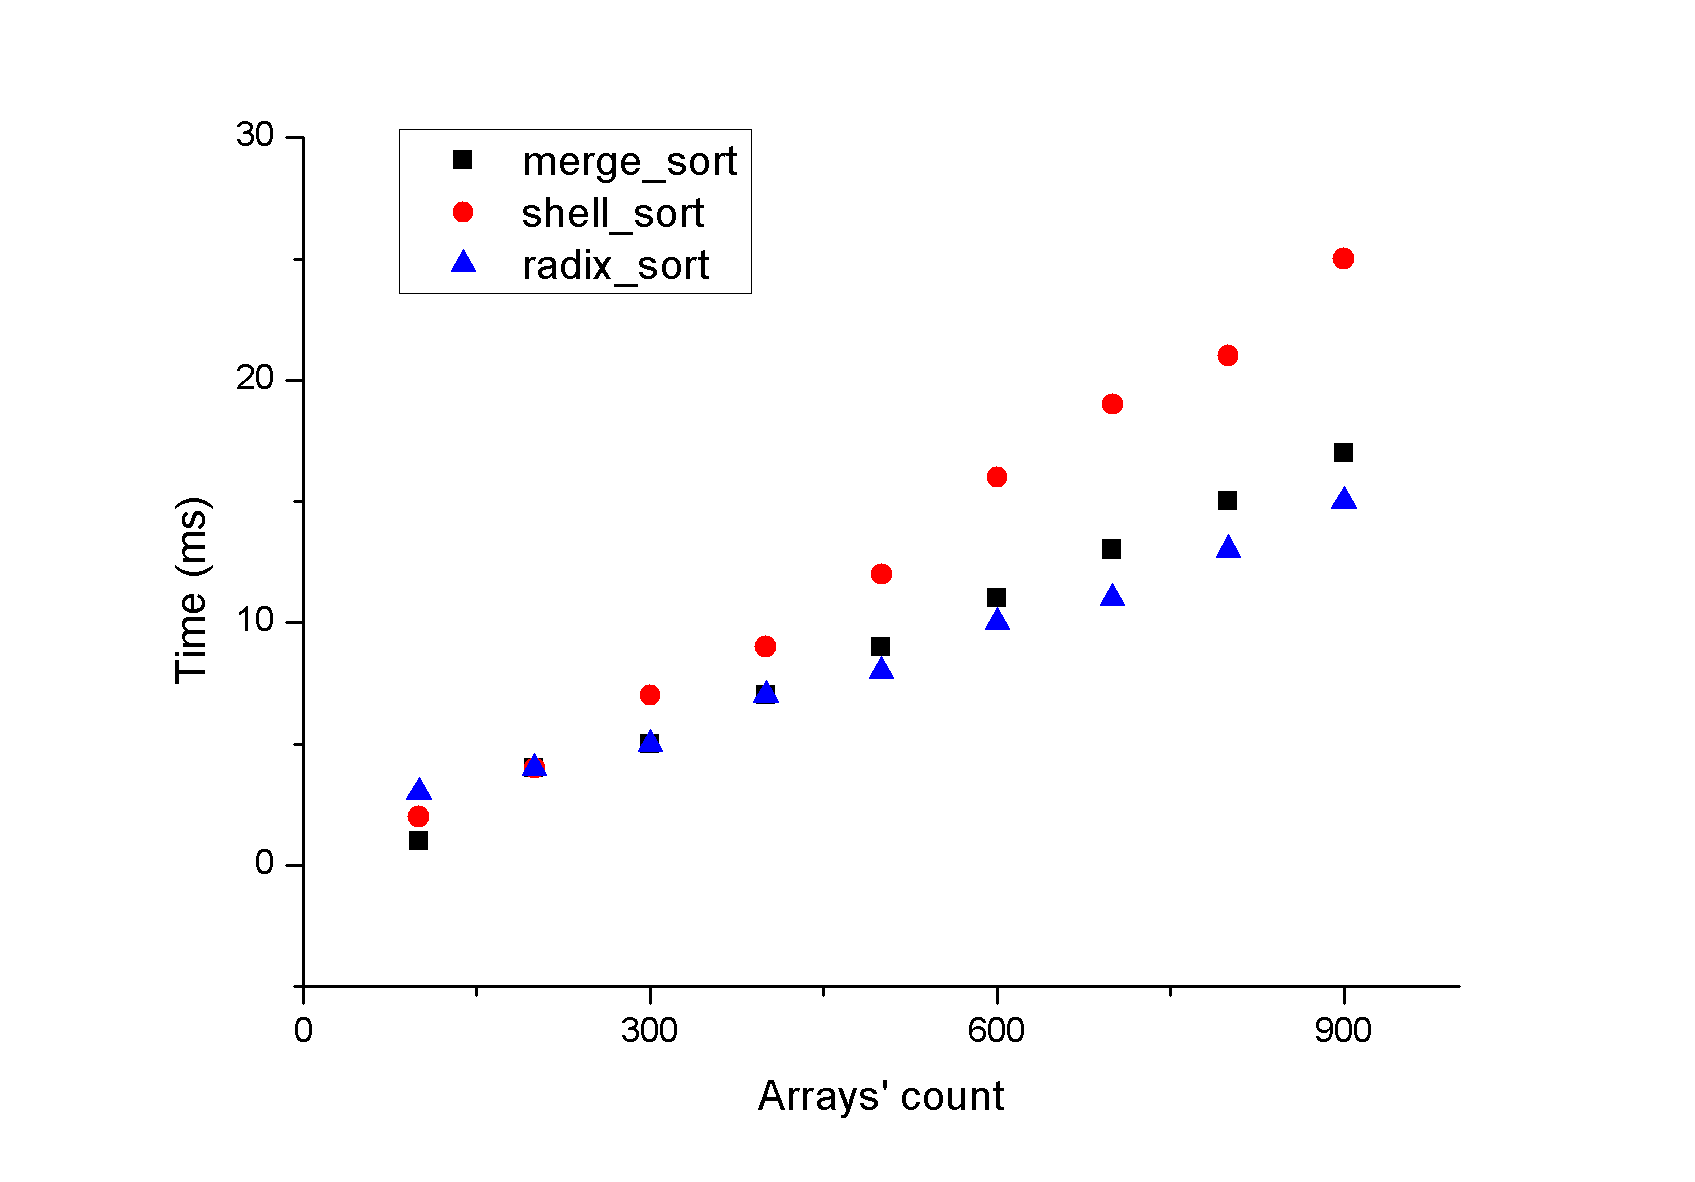 30
merge_sort
shell_sort
radix_sort
20
Time (ms)
10
0
0 300 600 900
Arrays' count